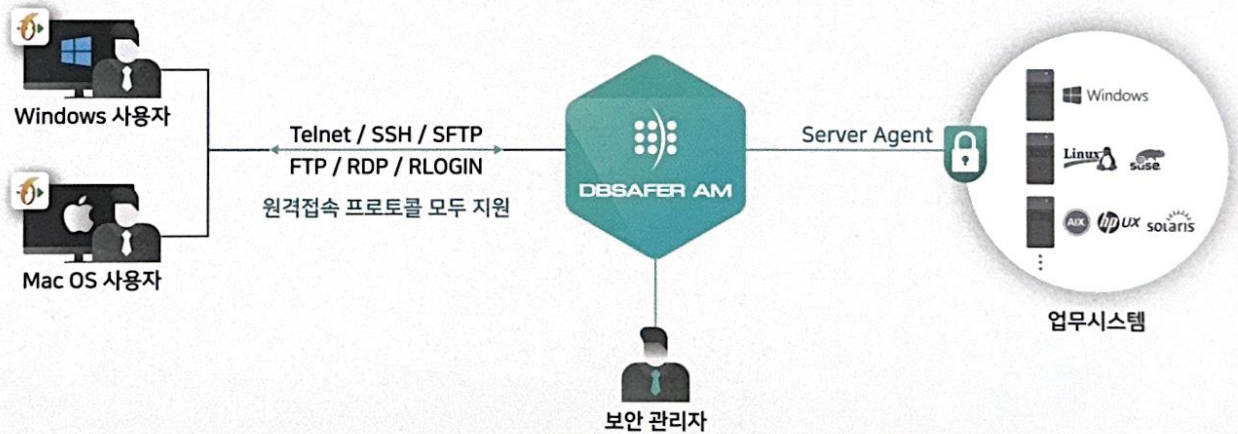 Windows 사용자
Mac OS 사용자
Telnet / SSH / SFTP
FTP / RDP / RLOGIN
원격접속 프로토콜 모두 지원
DBSAFER AM
보안 관리자
Server Agent
Windows
Linux
SUSE
AIX
hp UX
solaris
업무시스템